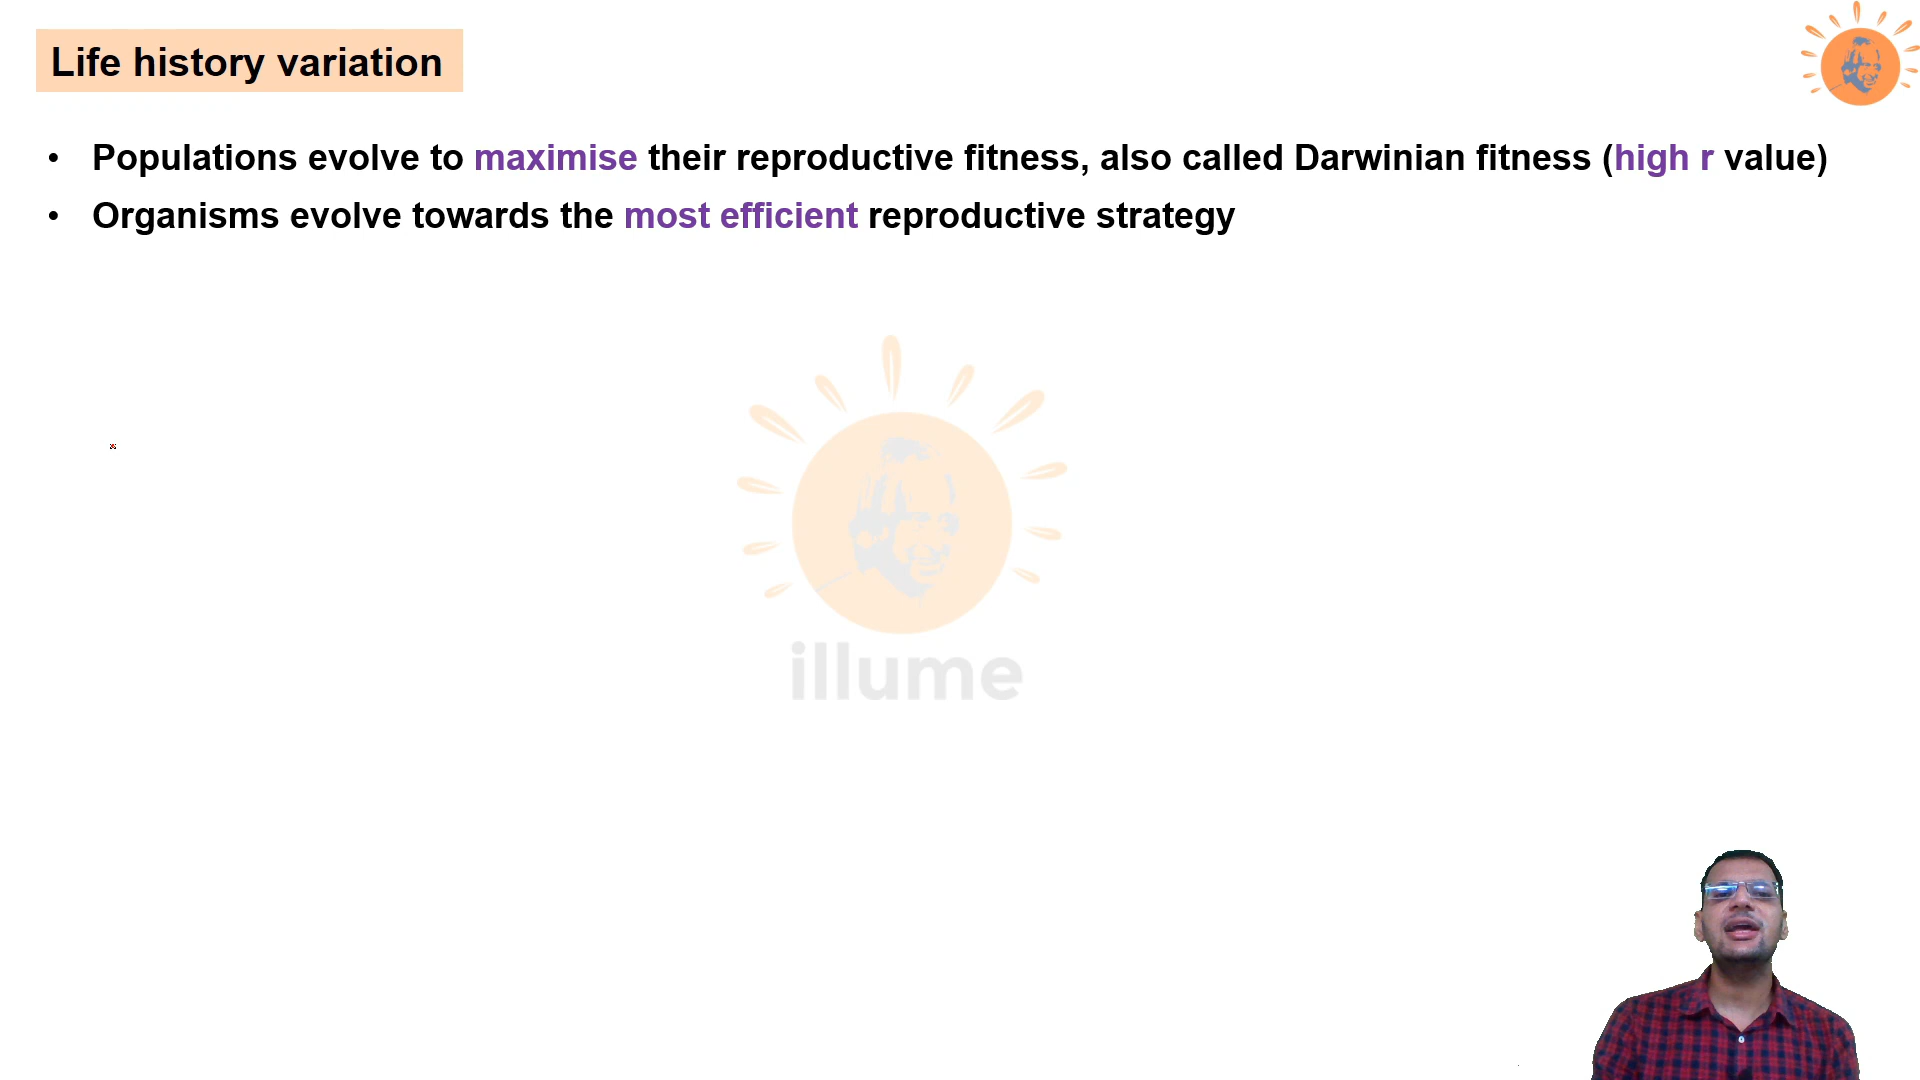 Life history variation
• Populations evolve to maximise their reproductive fitness, also called Darwinian fitness (high r value)
• Organisms evolve towards the most efficient reproductive strategy
illume